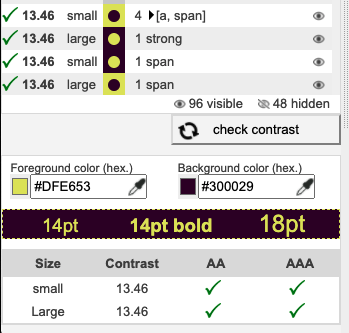 13.46 small 4 [a, span]
13.46 large 1 strong
13.46 small 1 span
13.46 large 1 span
96 visible 48 hidden
check contrast
Foreground color (hex.) Background color (hex.)
#DFE653 #300029
14pt 14pt bold 18pt
Size Contrast AA AAA
small 13.46
Large 13.46